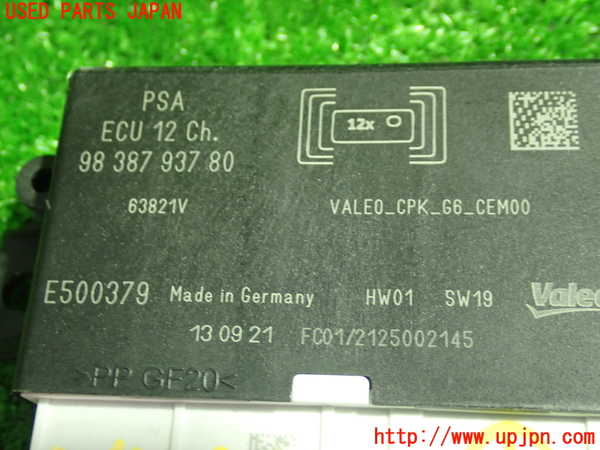 USED PARTS JAPAN
PSA
ECU 12 Ch.
98 387 937 80
63821V
12x
VALEO_CPK_G6_CEM00
E500379 Made in Germany HW01 SW19 Valeo
13 09 21 FC01/2125002145
>PP GF20<
http://www.upjpn.com/